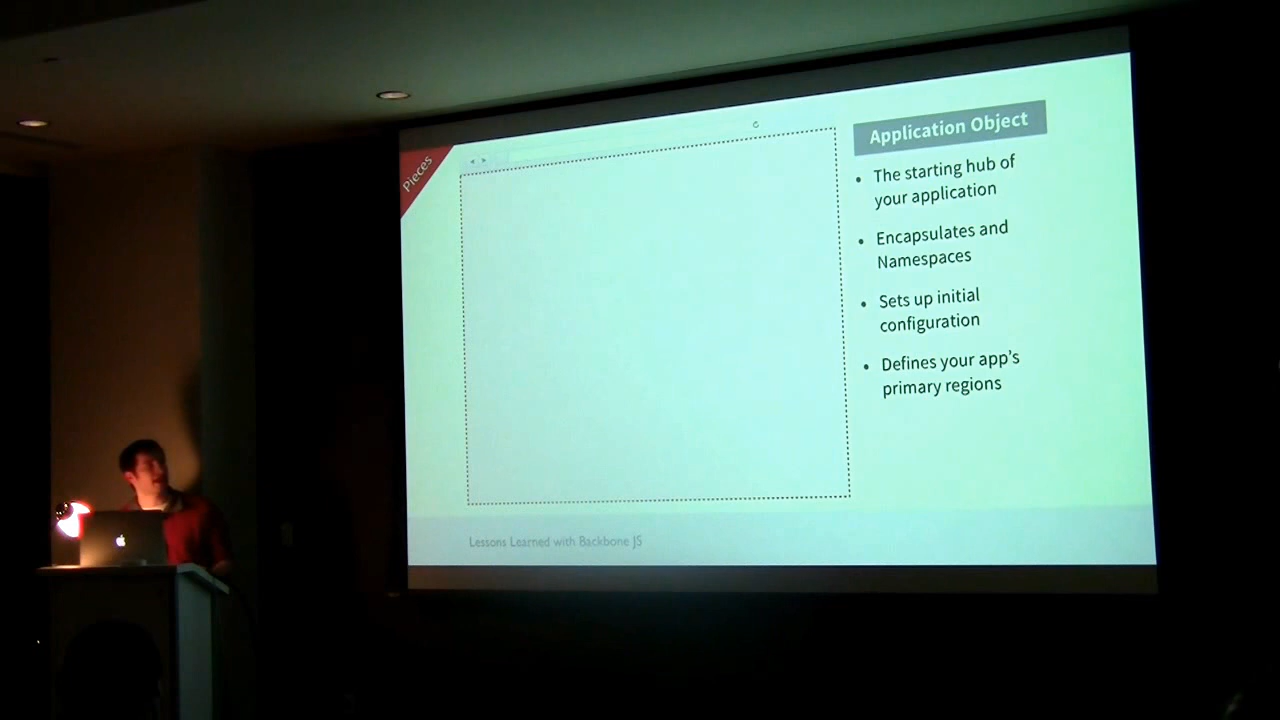 Pieces
Application Object
• The starting hub of
your application
• Encapsulates and
Namespaces
• Sets up initial
configuration
• Defines your app's
primary regions
Lessons Learned with Backbone JS